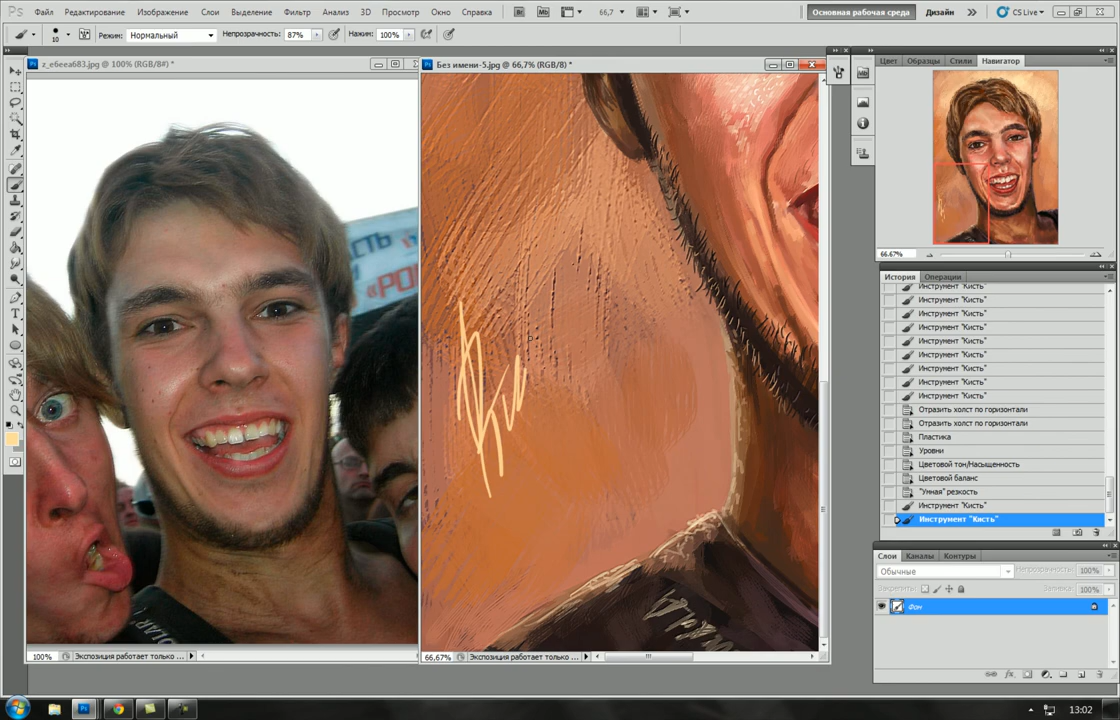 Ps Файл Редактирование Изображение Слои Выделение Фильтр Анализ 3D Просмотр Окно Справка Br Mb 66,7 Основная рабочая среда Дизайн CS Live
10 Режим: Нормальный Непрозрачность: 87% Нажим: 100%
z_e6eea683.jpg @ 100% (RGB/8#) *
Без имени-5.jpg @ 66,7% (RGB/8) *
Цвет Образцы Стили Навигатор
66.67%
История Операции
Инструмент "Кисть"
Инструмент "Кисть"
Инструмент "Кисть"
Инструмент "Кисть"
Инструмент "Кисть"
Инструмент "Кисть"
Инструмент "Кисть"
Инструмент "Кисть"
Инструмент "Кисть"
Отразить холст по горизонтали
Отразить холст по горизонтали
Пластика
Уровни
Цветовой тон/Насыщенность
Цветовой баланс
"Умная" резкость
Инструмент "Кисть"
Инструмент "Кисть"
Слои Каналы Контуры
Обычные Непрозрачность: 100%
Закрепить: Заливка: 100%
Фон
100% Экспозиция работает только ...
66,67% Экспозиция работает только ...
13:02